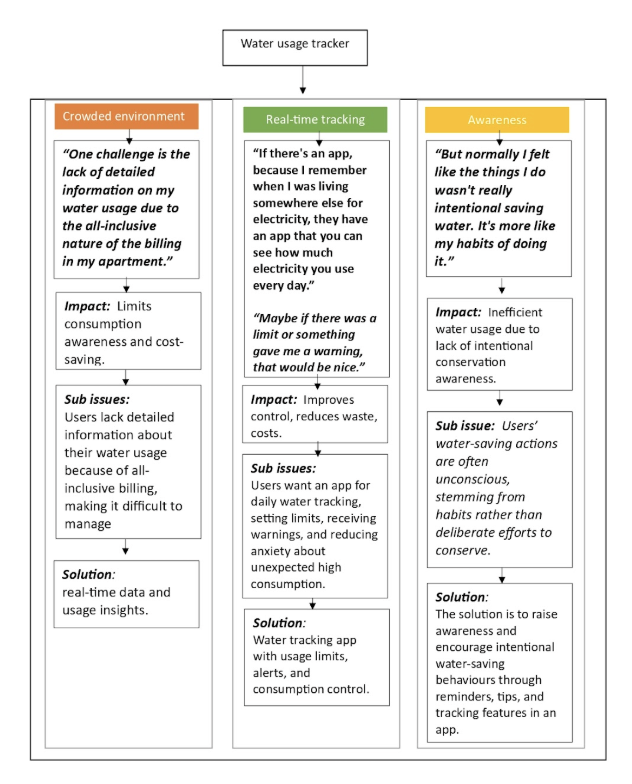 Water usage tracker
Crowded environment
“One challenge is the
lack of detailed
information on my
water usage due to
the all-inclusive
nature of the billing
in my apartment.”
Impact: Limits
consumption
awareness and cost-
saving.
Sub issues:
Users lack detailed
information about
their water usage
because of all-
inclusive billing,
making it difficult to
manage
Solution:
real-time data and
usage insights.
Real-time tracking
“If there's an app,
because I remember
when I was living
somewhere else for
electricity, they have
an app that you can
see how much
electricity you use
every day.”
“Maybe if there was a
limit or something
gave me a warning,
that would be nice.”
Impact: Improves
control, reduces waste,
costs.
Sub issues:
Users want an app for
daily water tracking,
setting limits, receiving
warnings, and reducing
anxiety about
unexpected high
consumption.
Solution:
Water tracking app
with usage limits,
alerts, and
consumption control.
Awareness
“But normally I felt
like the things I do
wasn't really
intentional saving
water. It's more like
my habits of doing
it.”
Impact: Inefficient
water usage due to
lack of intentional
conservation
awareness.
Sub issue: Users’
water-saving actions
are often
unconscious,
stemming from
habits rather than
deliberate efforts to
conserve.
Solution:
The solution is to raise
awareness and
encourage intentional
water-saving
behaviours through
reminders, tips, and
tracking features in an
app.